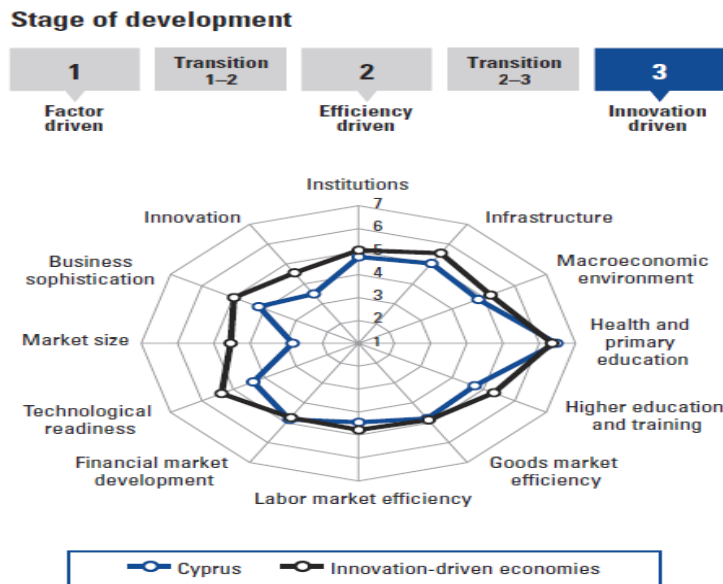 Stage of development
1
Transition
1–2
2
Transition
2–3
3
Factor
driven
Efficiency
driven
Innovation
driven
Institutions
Innovation
Infrastructure
Business
sophistication
Macroeconomic
environment
Market size
Health and
primary
education
Technological
readiness
Higher education
and training
Financial market
development
Goods market
efficiency
Labor market efficiency
7
6
5
4
3
2
1
Cyprus
Innovation-driven economies